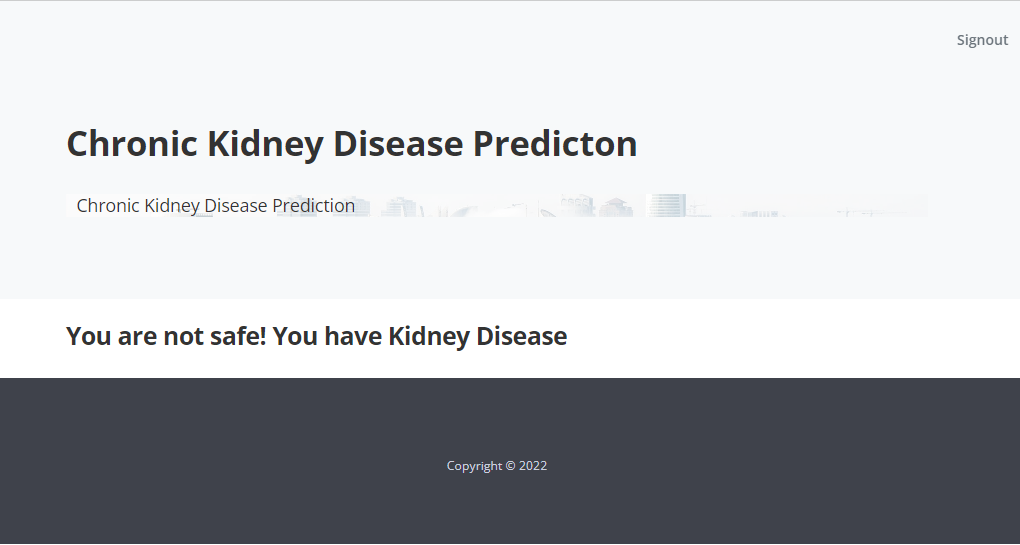 Signout
Chronic Kidney Disease Predicton
Chronic Kidney Disease Prediction
You are not safe! You have Kidney Disease
Copyright © 2022